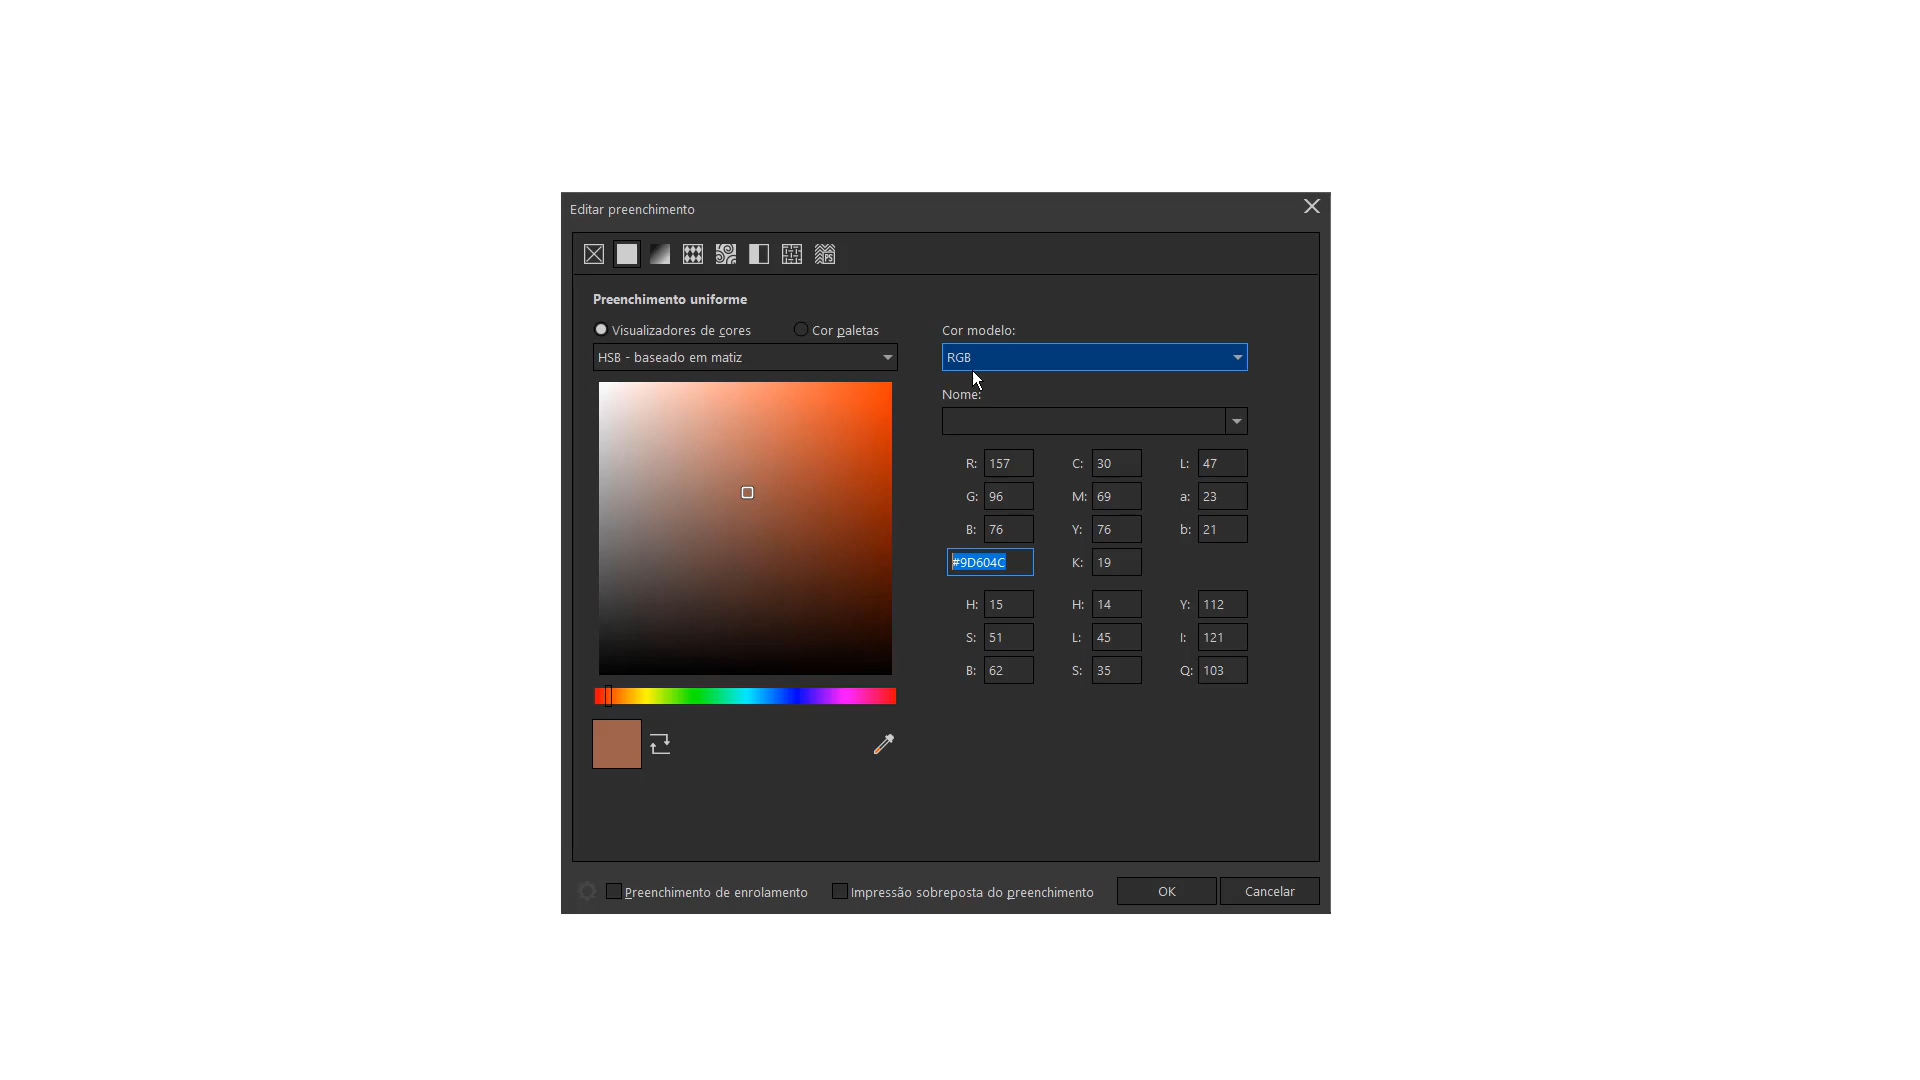 Editar preenchimento
PS
Preenchimento uniforme
Visualizadores de cores
Cor paletas
Cor modelo:
HSB - baseado em matiz
RGB
Nome:
R: 157 C: 30 L: 47
G: 96 M: 69 a: 23
B: 76 Y: 76 b: 21
#9D604C K: 19
H: 15 H: 14 Y: 112
S: 51 L: 45 I: 121
B: 62 S: 35 Q: 103
Preenchimento de enrolamento
Impressão sobreposta do preenchimento
OK
Cancelar